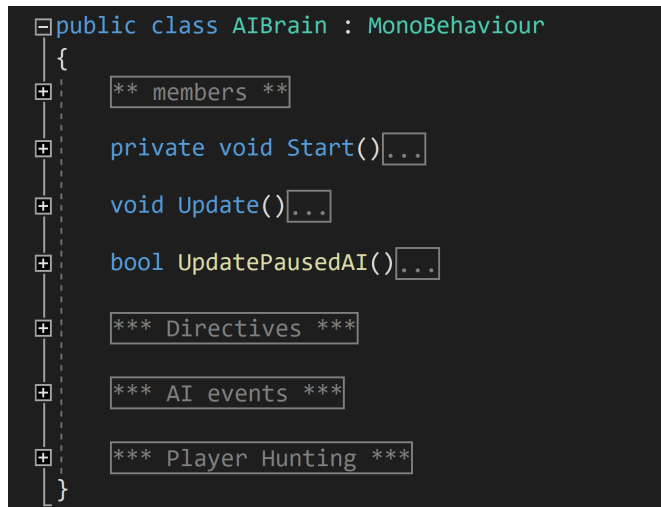 public class AIBrain : MonoBehaviour
{
** members **
private void Start()...
void Update()...
bool UpdatePausedAI()...
*** Directives ***
*** AI events ***
*** Player Hunting ***
}